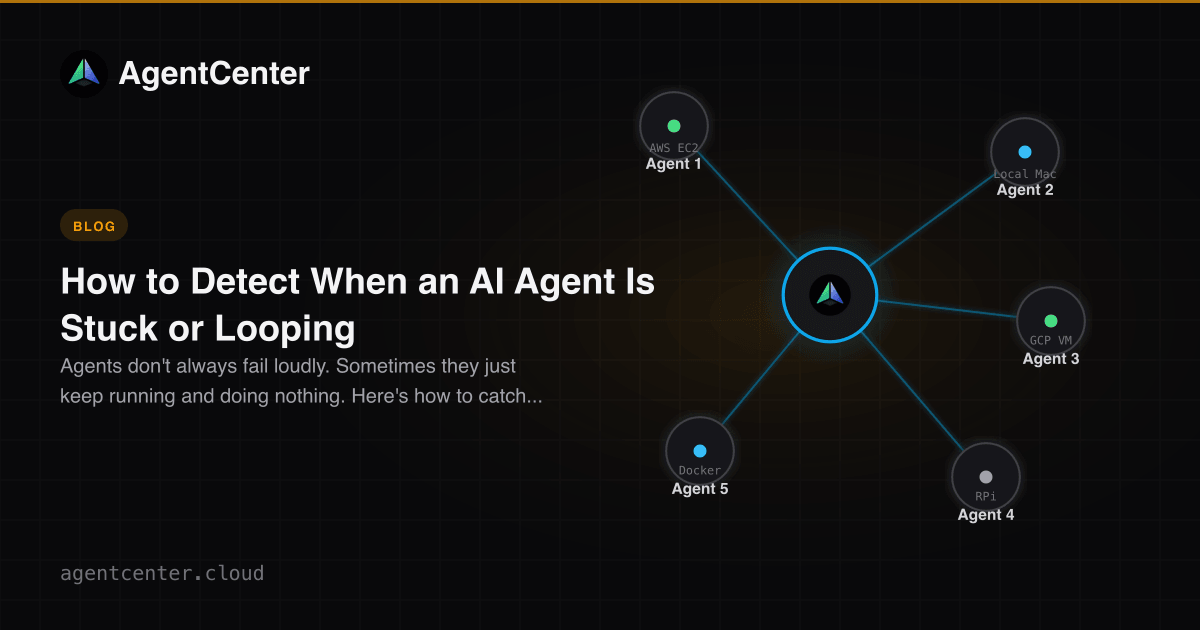 AgentCenter
BLOG
How to Detect When an AI Agent Is
Stuck or Looping
Agents don't always fail loudly. Sometimes they just
keep running and doing nothing. Here's how to catch...
agentcenter.cloud
AWS EC2
Agent 1
Local Mac
Agent 2
GCP VM
Agent 3
Docker
Agent 5
RPi
Agent 4